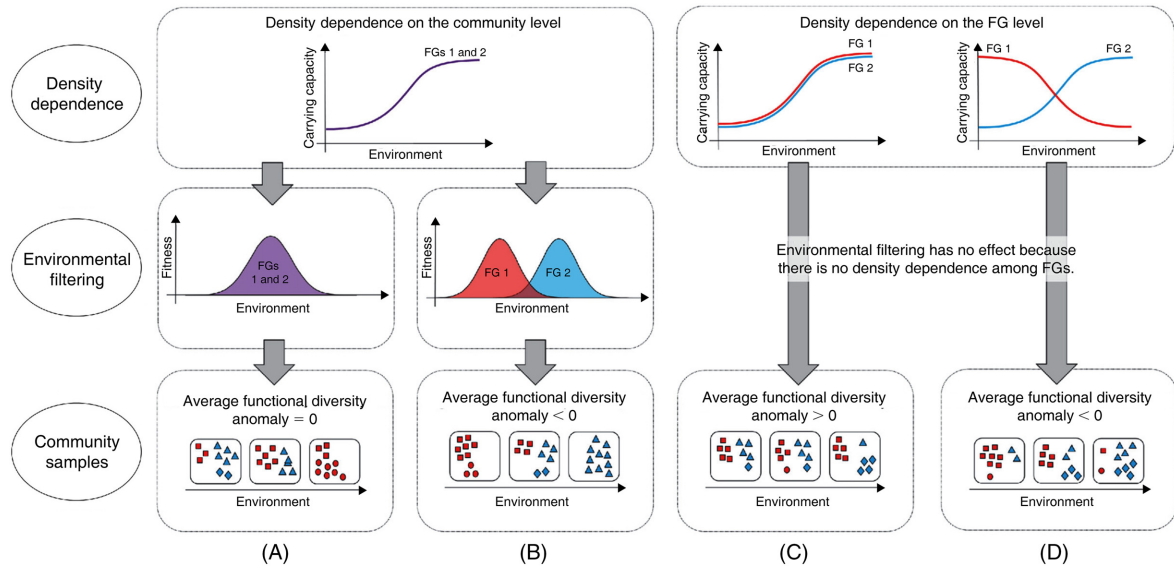 Density dependence on the community level
Density dependence on the FG level
Density
dependence
Carrying capacity
FGs 1 and 2
Environment
Carrying capacity
FG 1
FG 2
Environment
Carrying capacity
FG 1
FG 2
Environment
Environmental
filtering
Fitness
FGs
1 and 2
Environment
Fitness
FG 1
FG 2
Environment
Environmental filtering has no effect because
there is no density dependence among FGs.
Community
samples
Average functional diversity
anomaly = 0
Environment
Average functional diversity
anomaly < 0
Environment
Average functional diversity
anomaly > 0
Environment
Average functional diversity
anomaly < 0
Environment
(A)
(B)
(C)
(D)